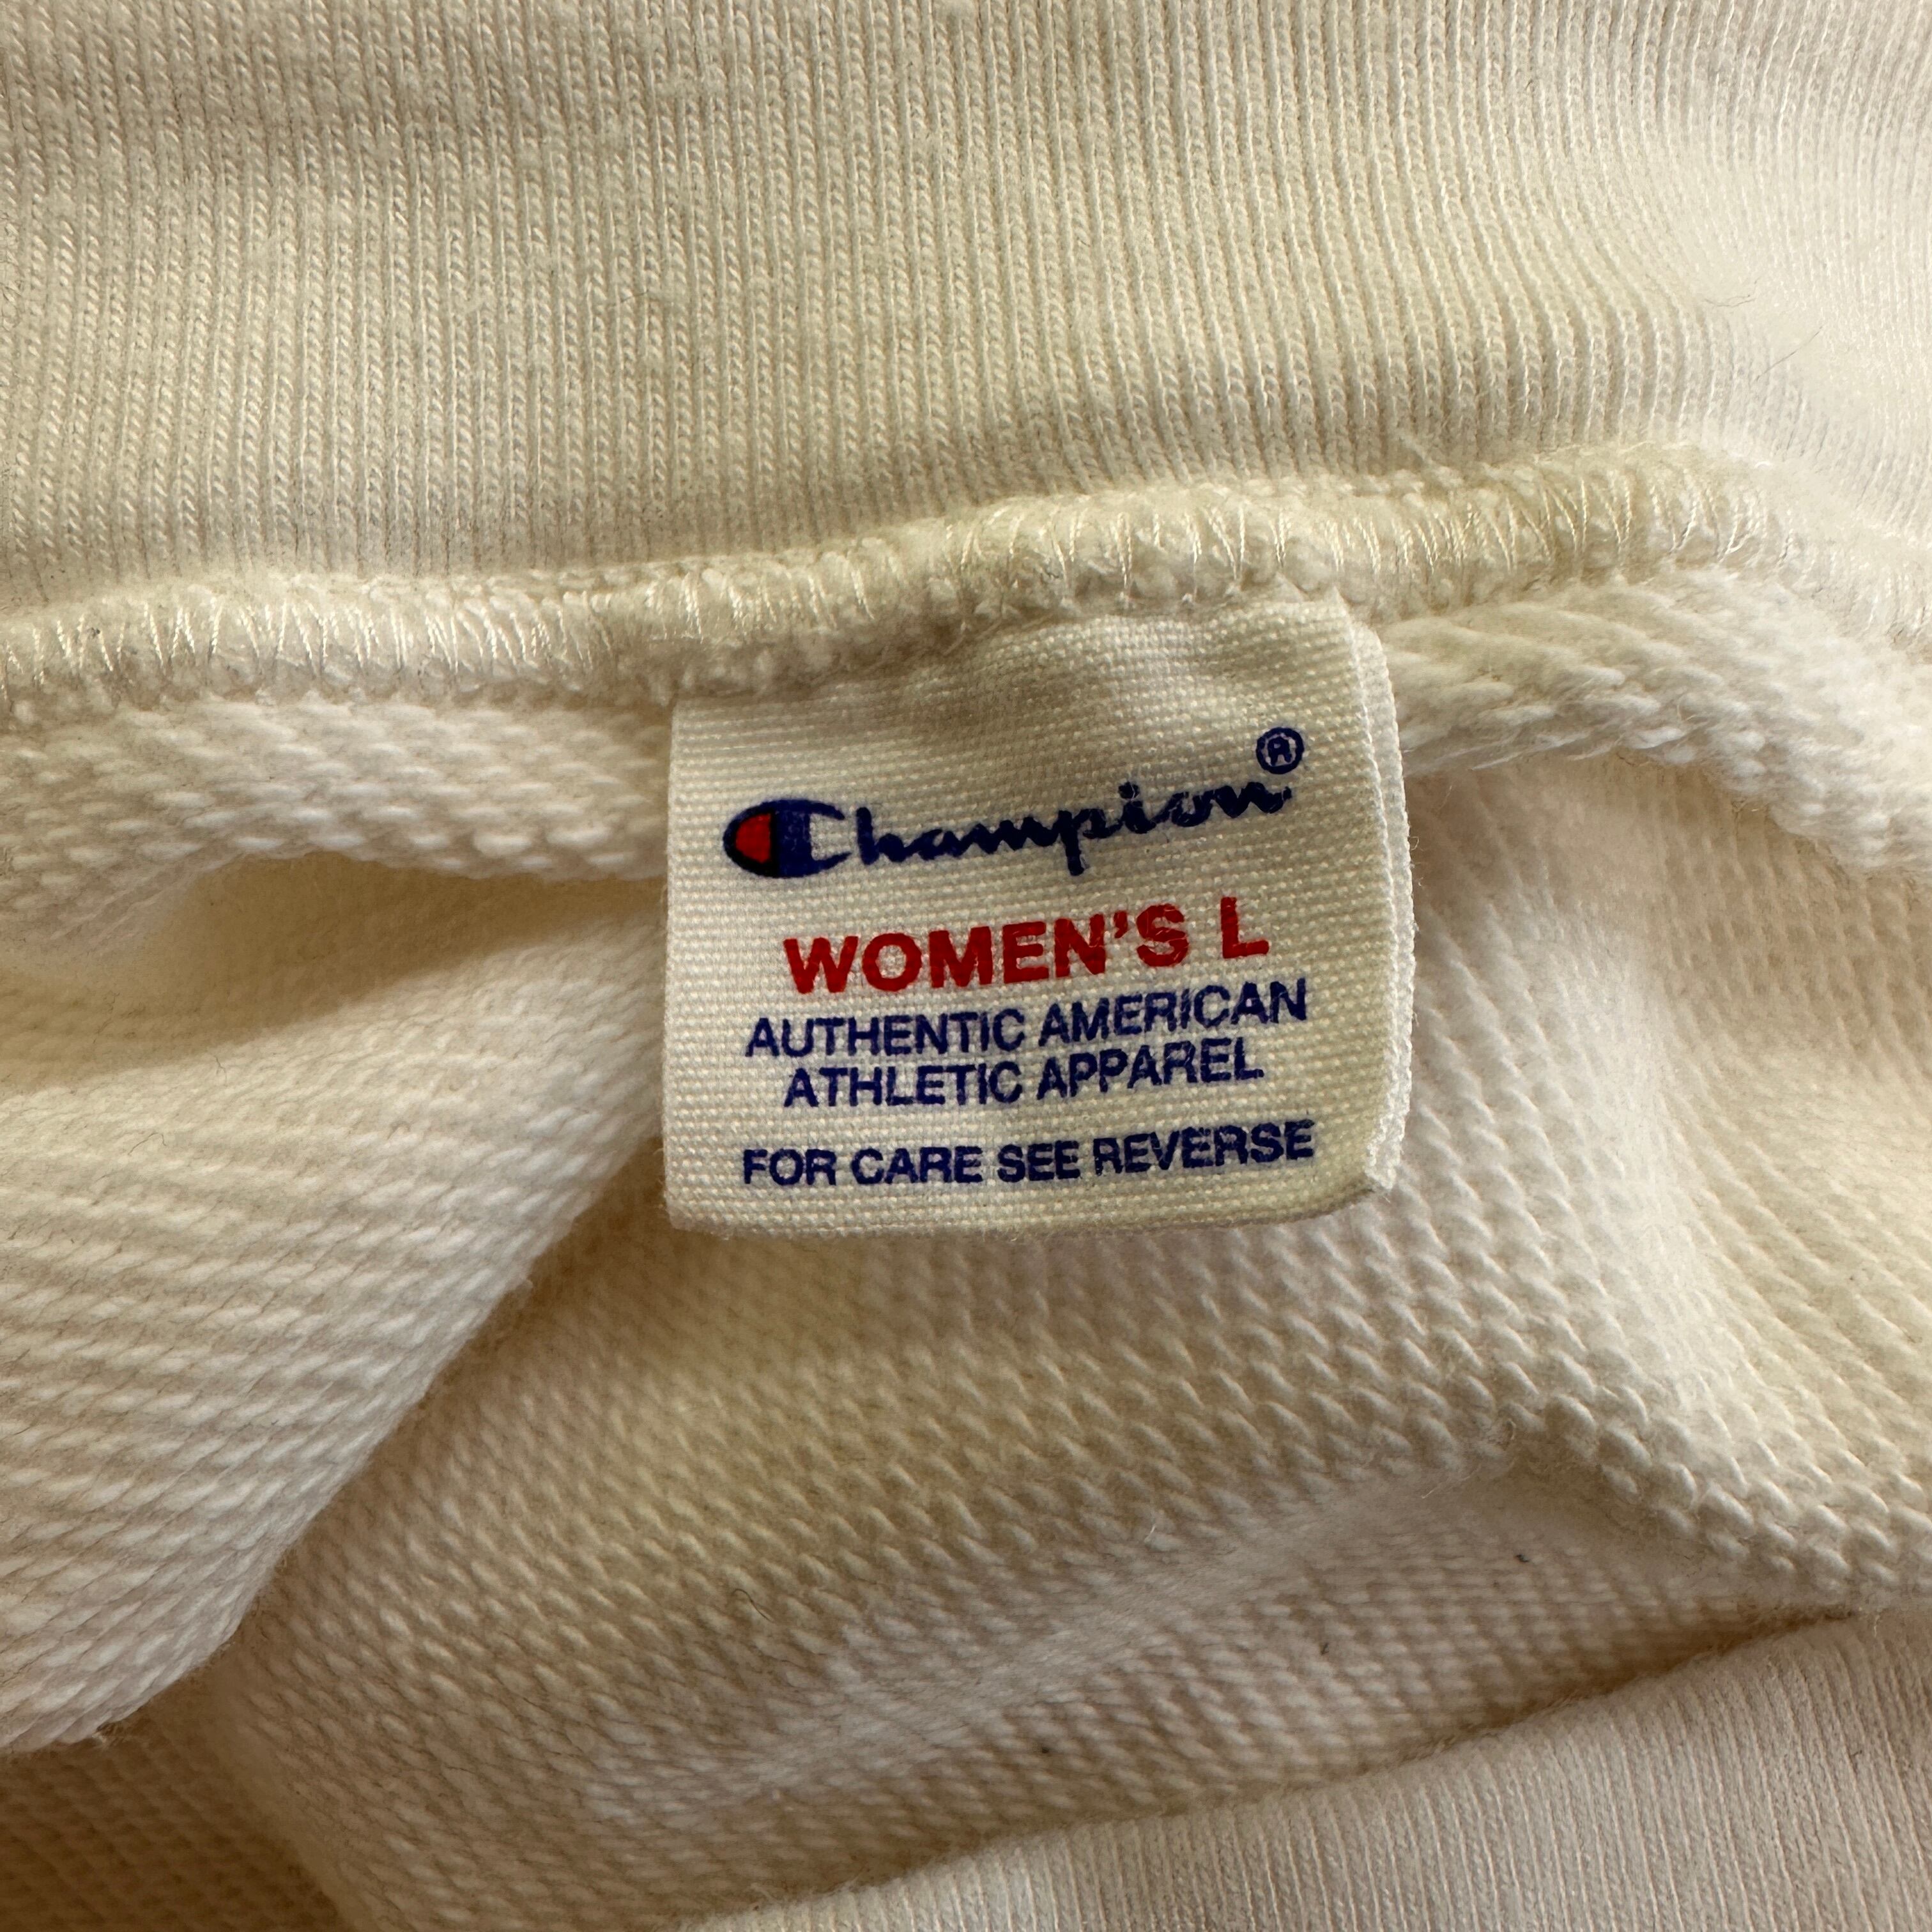 Champion®
WOMEN'S L
AUTHENTIC AMERICAN
ATHLETIC APPAREL
FOR CARE SEE REVERSE